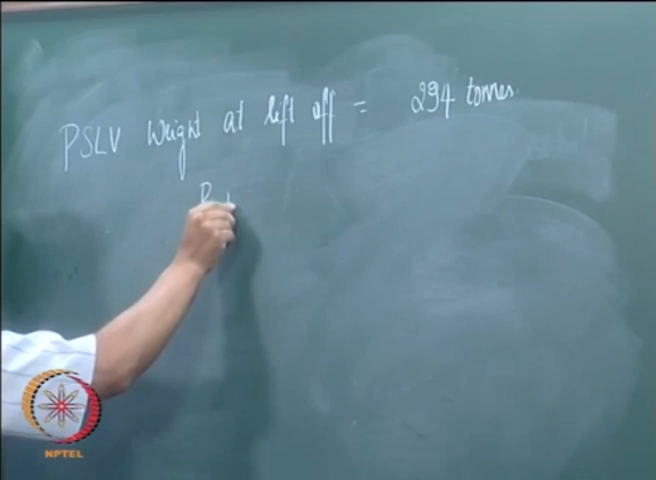 PSLV Weight at lift off = 294 tonnes.
NPTEL